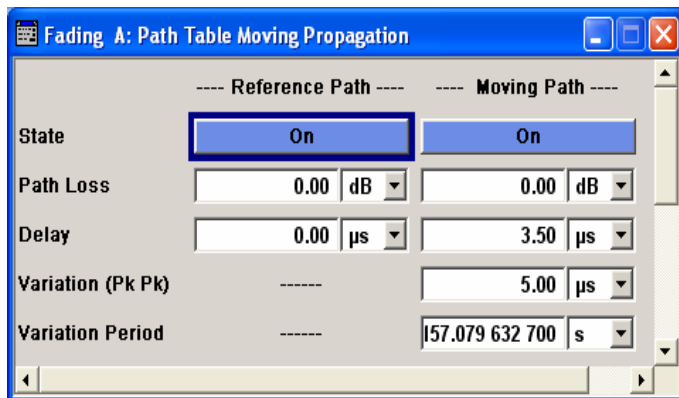 Fading A: Path Table Moving Propagation
---- Reference Path ---- ---- Moving Path ----
State On On
Path Loss 0.00 dB 0.00 dB
Delay 0.00 µs 3.50 µs
Variation (Pk Pk) ------ 5.00 µs
Variation Period ------ 157.079 632 700 s